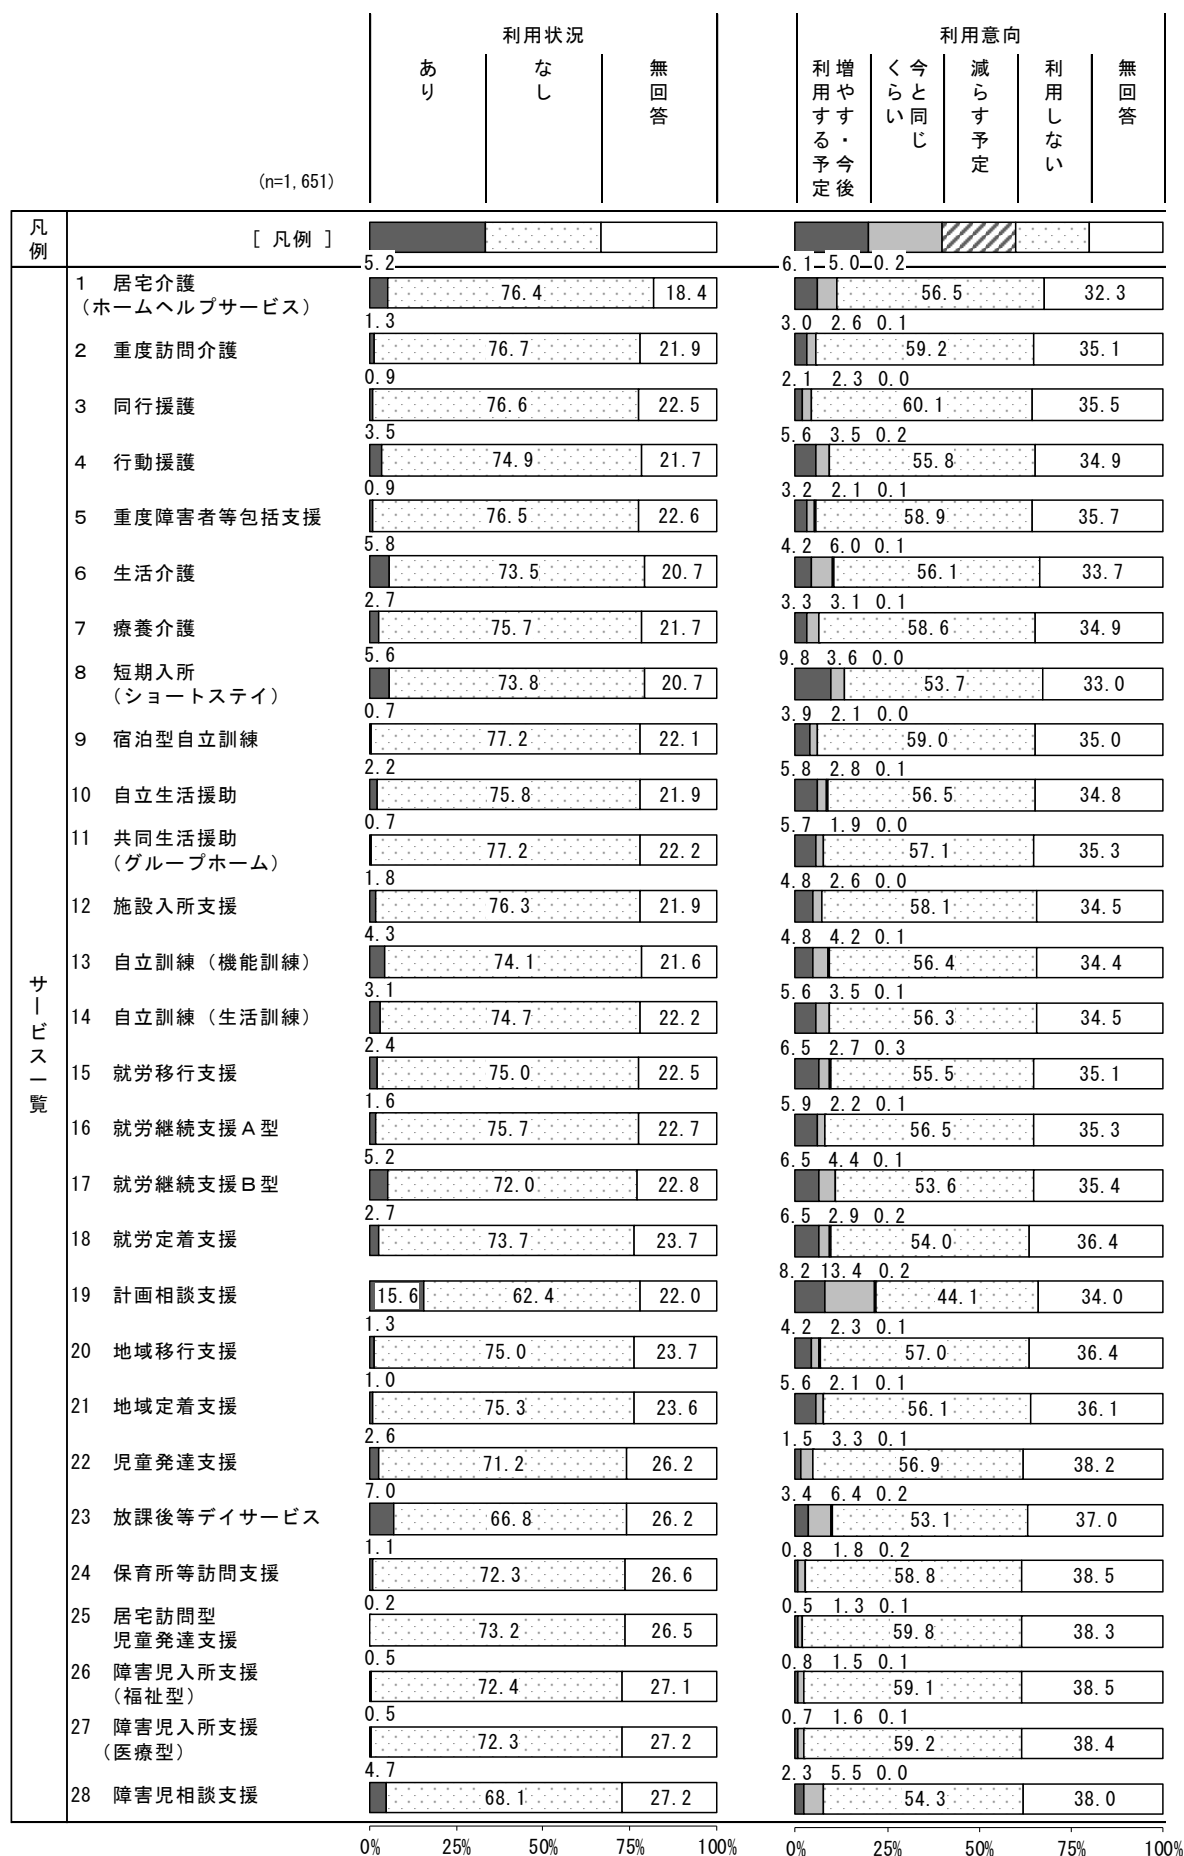 利用状況
利用意向
あり
なし
無回答
増やす・今後
利用する予定
今と同じ
くらい
減らす予定
利用しない
無回答
(n=1,651)
凡例
[ 凡例 ]
サービス一覧
5.2 6.1 5.0 0.2
1 居宅介護
（ホームヘルプサービス） 76.4 18.4 56.5 32.3
1.3 3.0 2.6 0.1
2 重度訪問介護 76.7 21.9 59.2 35.1
0.9 2.1 2.3 0.0
3 同行援護 76.6 22.5 60.1 35.5
3.5 5.6 3.5 0.2
4 行動援護 74.9 21.7 55.8 34.9
0.9 3.2 2.1 0.1
5 重度障害者等包括支援 76.5 22.6 58.9 35.7
5.8 4.2 6.0 0.1
6 生活介護 73.5 20.7 56.1 33.7
2.7 3.3 3.1 0.1
7 療養介護 75.7 21.7 58.6 34.9
5.6 9.8 3.6 0.0
8 短期入所
（ショートステイ） 73.8 20.7 53.7 33.0
0.7 3.9 2.1 0.0
9 宿泊型自立訓練 77.2 22.1 59.0 35.0
2.2 5.8 2.8 0.1
10 自立生活援助 75.8 21.9 56.5 34.8
0.7 5.7 1.9 0.0
11 共同生活援助
（グループホーム） 77.2 22.2 57.1 35.3
1.8 4.8 2.6 0.0
12 施設入所支援 76.3 21.9 58.1 34.5
4.3 4.8 4.2 0.1
13 自立訓練（機能訓練） 74.1 21.6 56.4 34.4
3.1 5.6 3.5 0.1
14 自立訓練（生活訓練） 74.7 22.2 56.3 34.5
2.4 6.5 2.7 0.3
15 就労移行支援 75.0 22.5 55.5 35.1
1.6 5.9 2.2 0.1
16 就労継続支援Ａ型 75.7 22.7 56.5 35.3
5.2 6.5 4.4 0.1
17 就労継続支援Ｂ型 72.0 22.8 53.6 35.4
2.7 6.5 2.9 0.2
18 就労定着支援 73.7 23.7 54.0 36.4
8.2 13.4 0.2
19 計画相談支援 15.6 62.4 22.0 44.1 34.0
1.3 4.2 2.3 0.1
20 地域移行支援 75.0 23.7 57.0 36.4
1.0 5.6 2.1 0.1
21 地域定着支援 75.3 23.6 56.1 36.1
2.6 1.5 3.3 0.1
22 児童発達支援 71.2 26.2 56.9 38.2
7.0 3.4 6.4 0.2
23 放課後等デイサービス 66.8 26.2 53.1 37.0
1.1 0.8 1.8 0.2
24 保育所等訪問支援 72.3 26.6 58.8 38.5
0.2 0.5 1.3 0.1
25 居宅訪問型
児童発達支援 73.2 26.5 59.8 38.3
0.5 0.8 1.5 0.1
26 障害児入所支援
（福祉型） 72.4 27.1 59.1 38.5
0.5 0.7 1.6 0.1
27 障害児入所支援
（医療型） 72.3 27.2 59.2 38.4
4.7 2.3 5.5 0.0
28 障害児相談支援 68.1 27.2 54.3 38.0
0% 25% 50% 75% 100% 0% 25% 50% 75% 100%